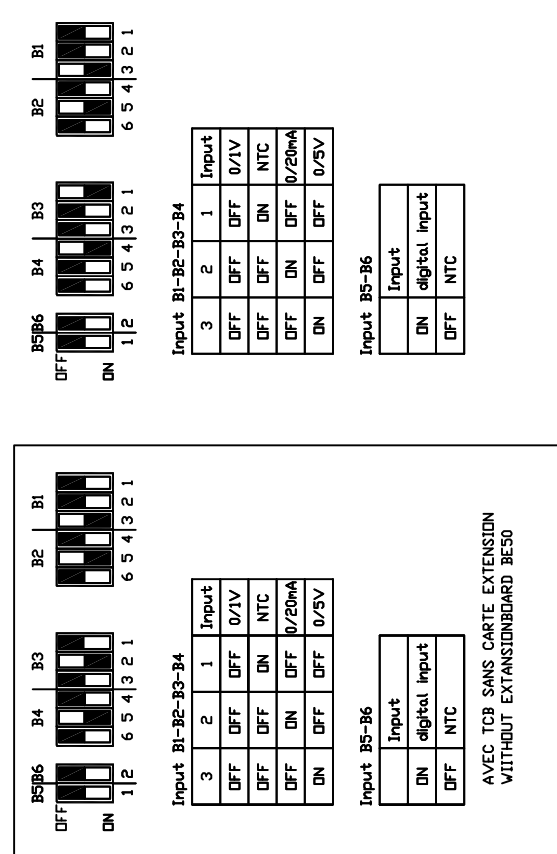 B5 B6 B4 B3 B2 B1
OFF
ON
1 2 6 5 4 3 2 1 6 5 4 3 2 1
Input B1-B2-B3-B4
3 2 1 Input
OFF OFF OFF 0/1V
OFF OFF ON NTC
OFF ON OFF 0/20mA
ON OFF OFF 0/5V
Input B5-B6
Input
ON digital input
OFF NTC
AVEC TCB SANS CARTE EXTENSION
WIITHOUT EXTANSIONBOARD BE50
B5 B6 B4 B3 B2 B1
OFF
ON
1 2 6 5 4 3 2 1 6 5 4 3 2 1
Input B1-B2-B3-B4
3 2 1 Input
OFF OFF OFF 0/1V
OFF OFF ON NTC
OFF ON OFF 0/20mA
ON OFF OFF 0/5V
Input B5-B6
Input
ON digital input
OFF NTC